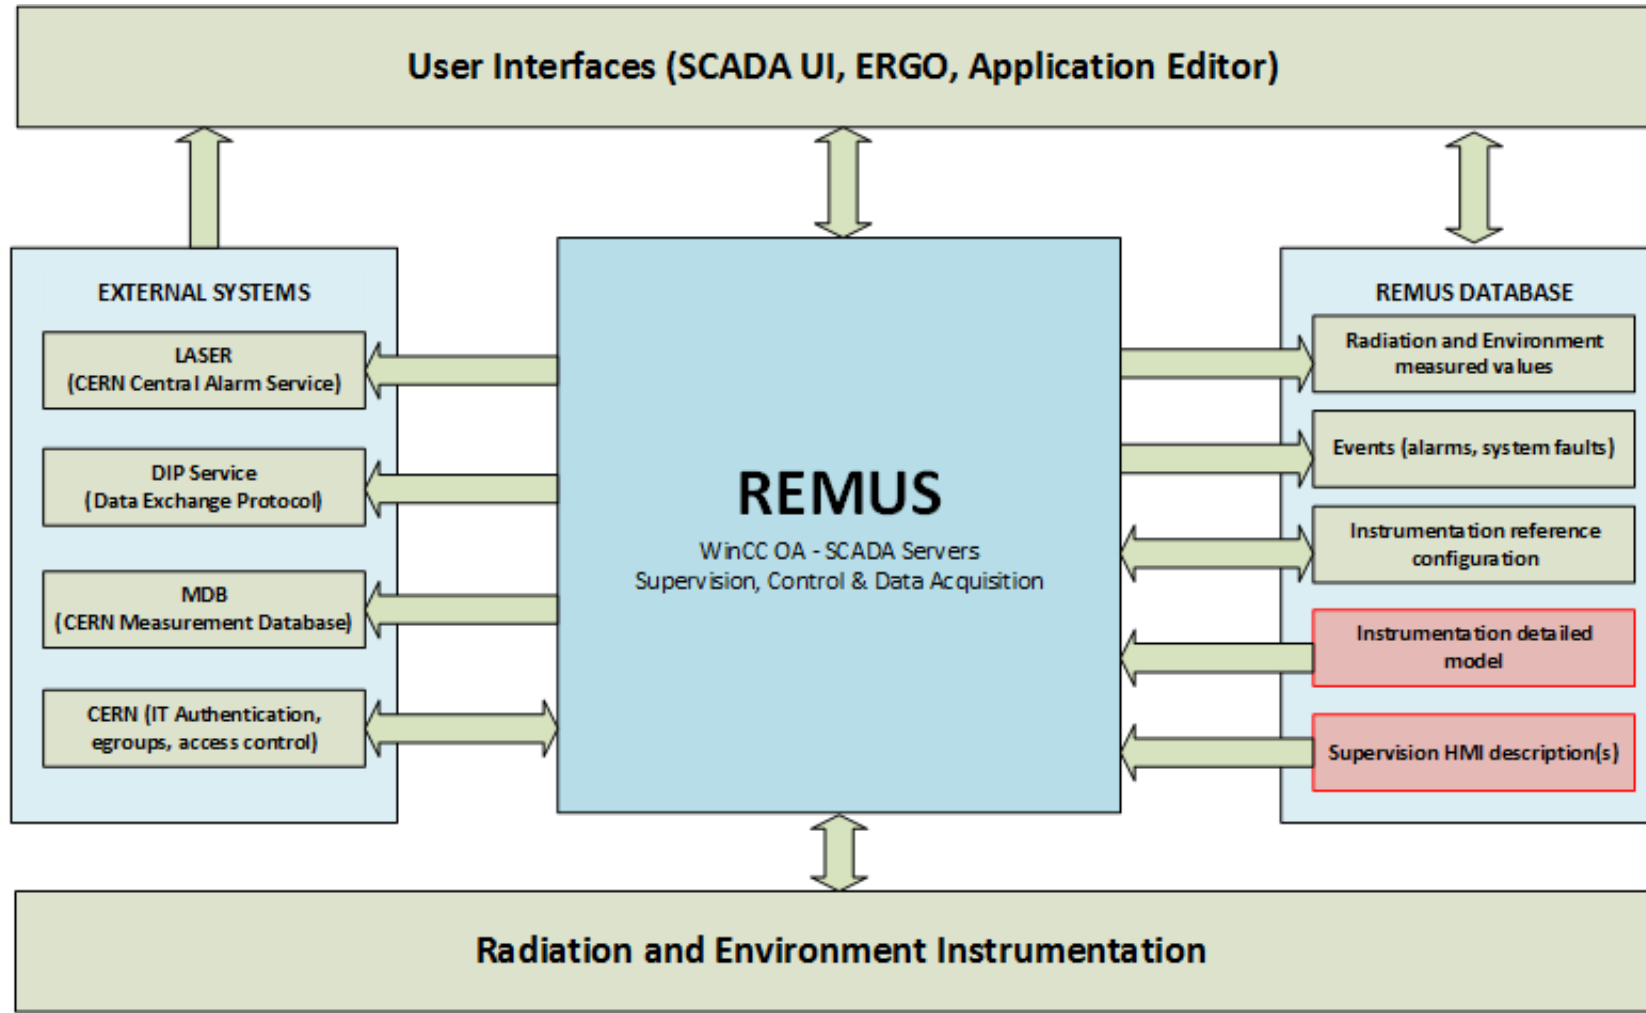 User Interfaces (SCADA UI, ERGO, Application Editor)
EXTERNAL SYSTEMS
LASER
(CERN Central Alarm Service)
DIP Service
(Data Exchange Protocol)
MDB
(CERN Measurement Database)
CERN (IT Authentication,
egroups, access control)
REMUS
WinCC OA - SCADA Servers
Supervision, Control & Data Acquisition
REMUS DATABASE
Radiation and Environment
measured values
Events (alarms, system faults)
Instrumentation reference
configuration
Instrumentation detailed
model
Supervision HMI description(s)
Radiation and Environment Instrumentation